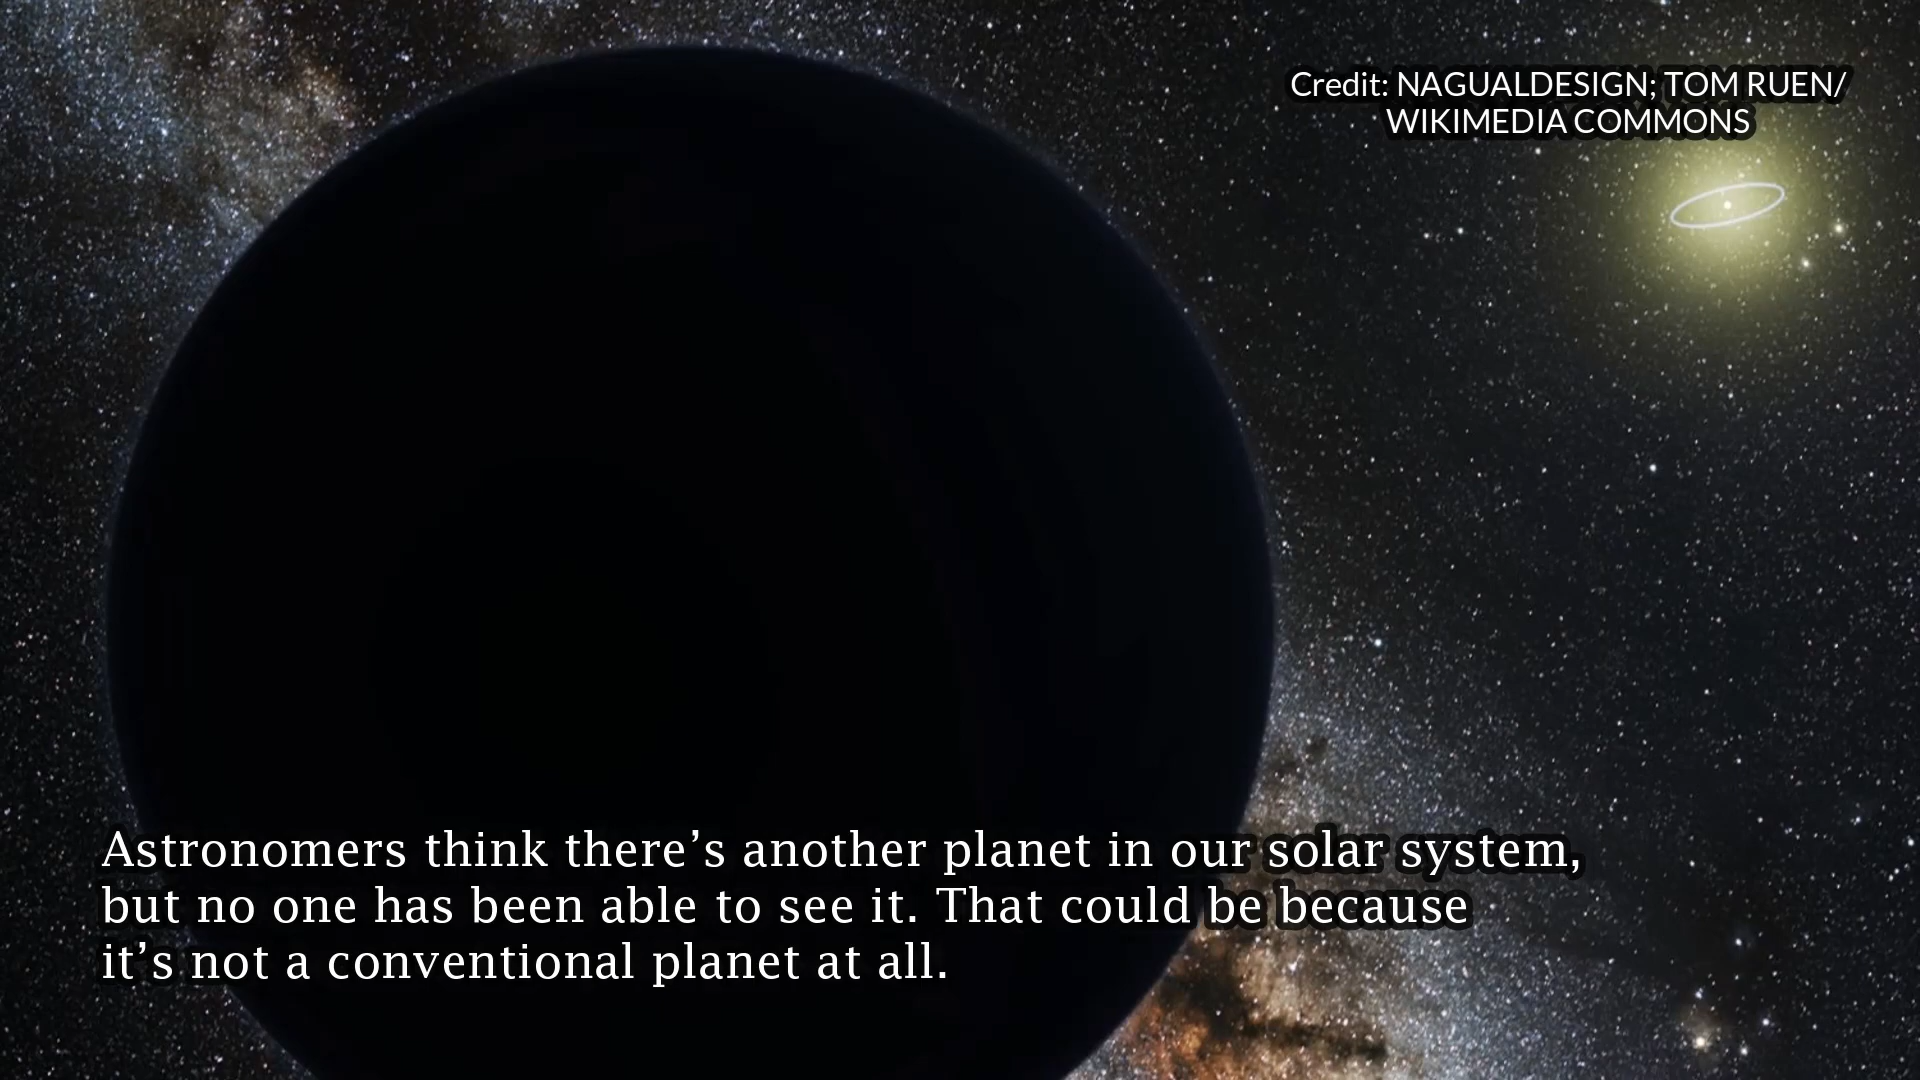 Credit: NAGUALDESIGN; TOM RUEN/
WIKIMEDIA COMMONS
Astronomers think there’s another planet in our solar system,
but no one has been able to see it. That could be because
it’s not a conventional planet at all.